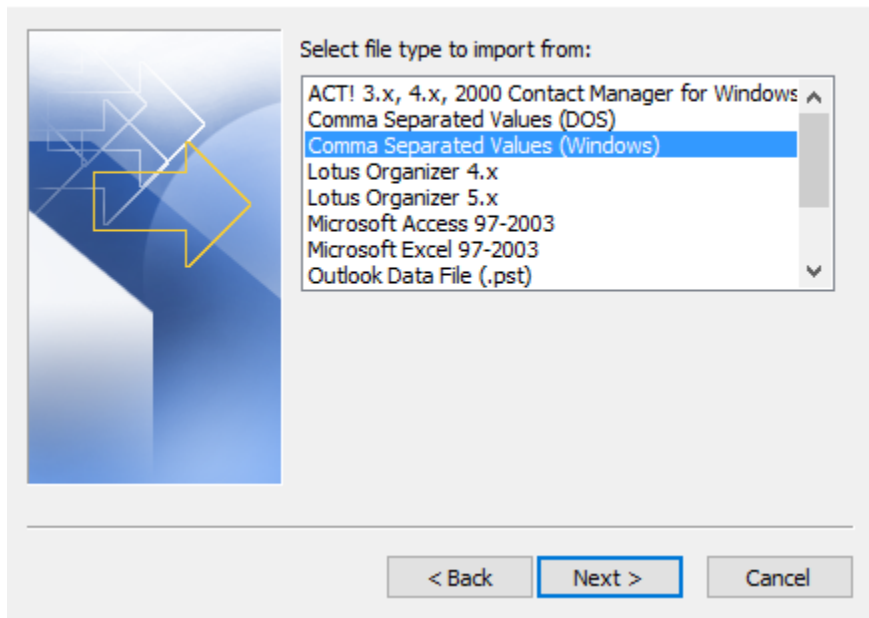 Select file type to import from:
ACT! 3.x, 4.x, 2000 Contact Manager for Windows
Comma Separated Values (DOS)
Comma Separated Values (Windows)
Lotus Organizer 4.x
Lotus Organizer 5.x
Microsoft Access 97-2003
Microsoft Excel 97-2003
Outlook Data File (.pst)
< Back
Next >
Cancel